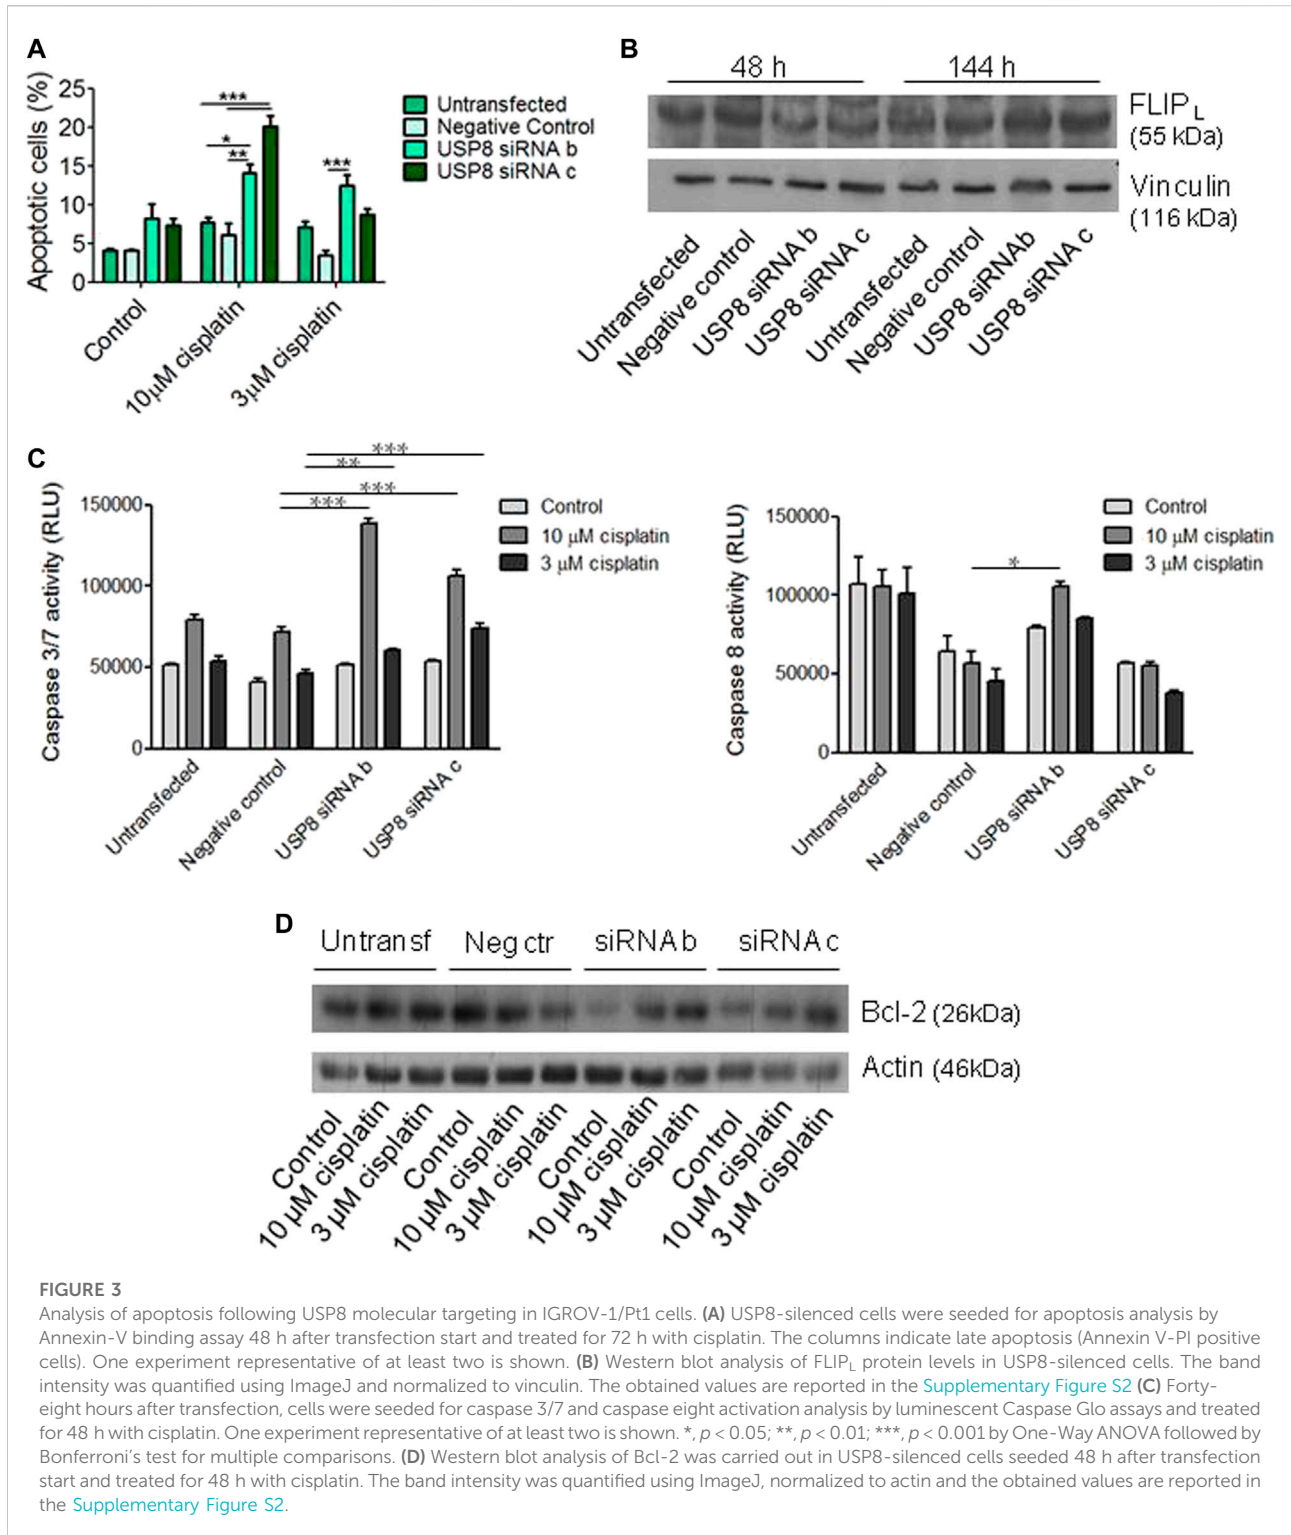 A
Apoptotic cells (%)
25
20
15
10
5
0
***
*
**
***
Untransfected
Negative Control
USP8 siRNA b
USP8 siRNA c
Control
10µM cisplatin
3µM cisplatin
B
48 h
144 h
FLIPL
(55 kDa)
Vinculin
(116 kDa)
Untransfected
Negative control
USP8 siRNA b
USP8 siRNA c
Untransfected
Negative control
USP8 siRNAb
USP8 siRNA c
C
Caspase 3/7 activity (RLU)
150000
100000
50000
0
***
**
***
***
Control
10 µM cisplatin
3 µM cisplatin
Untransfected
Negative control
USP8 siRNA b
USP8 siRNA c
Caspase 8 activity (RLU)
150000
100000
50000
0
*
Control
10 µM cisplatin
3 µM cisplatin
Untransfected
Negative control
USP8 siRNA b
USP8 siRNA c
D
Untransf
Neg ctr
siRNA b
siRNA c
Bcl-2 (26kDa)
Actin (46kDa)
Control
10 µM cisplatin
3 µM cisplatin
Control
10 µM cisplatin
3 µM cisplatin
Control
10 µM cisplatin
3 µM cisplatin
Control
10 µM cisplatin
3 µM cisplatin
FIGURE 3
Analysis of apoptosis following USP8 molecular targeting in IGROV-1/Pt1 cells. (A) USP8-silenced cells were seeded for apoptosis analysis by
Annexin-V binding assay 48 h after transfection start and treated for 72 h with cisplatin. The columns indicate late apoptosis (Annexin V-PI positive
cells). One experiment representative of at least two is shown. (B) Western blot analysis of FLIPL protein levels in USP8-silenced cells. The band
intensity was quantified using ImageJ and normalized to vinculin. The obtained values are reported in the Supplementary Figure S2 (C) Forty-
eight hours after transfection, cells were seeded for caspase 3/7 and caspase eight activation analysis by luminescent Caspase Glo assays and treated
for 48 h with cisplatin. One experiment representative of at least two is shown. *, p < 0.05; **, p < 0.01; ***, p < 0.001 by One-Way ANOVA followed by
Bonferroni's test for multiple comparisons. (D) Western blot analysis of Bcl-2 was carried out in USP8-silenced cells seeded 48 h after transfection
start and treated for 48 h with cisplatin. The band intensity was quantified using ImageJ, normalized to actin and the obtained values are reported in
the Supplementary Figure S2.